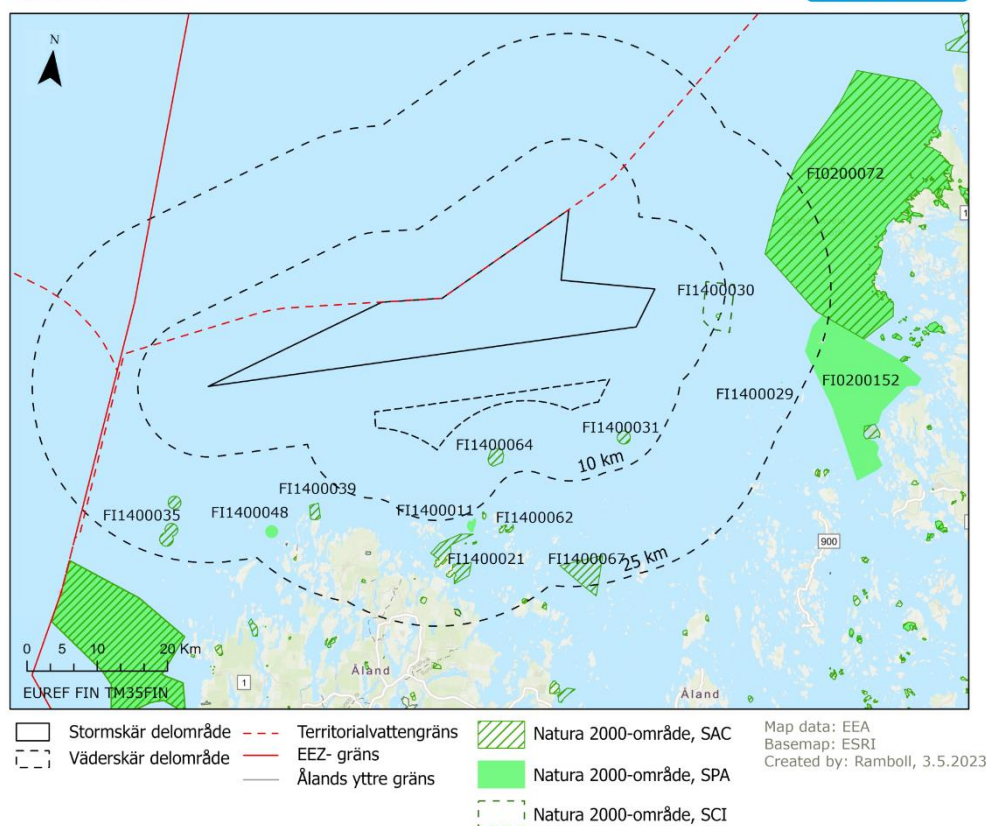 N
FI0200072
1
FI1400030
FI0200152
FI1400029
FI1400031
FI1400064
10 km
FI1400039
FI1400011
FI1400062
FI1400035
FI1400048
900
FI1400021
FI1400067
25 km
0 5 10 20 Km
EUREF FIN TM35FIN
1
Åland
Åland
Stormskär delområde
Väderskär delområde
Territorialvattengräns
EEZ- gräns
Ålands yttre gräns
Natura 2000-område, SAC
Natura 2000-område, SPA
Natura 2000-område, SCI
Map data: EEA
Basemap: ESRI
Created by: Ramboll, 3.5.2023